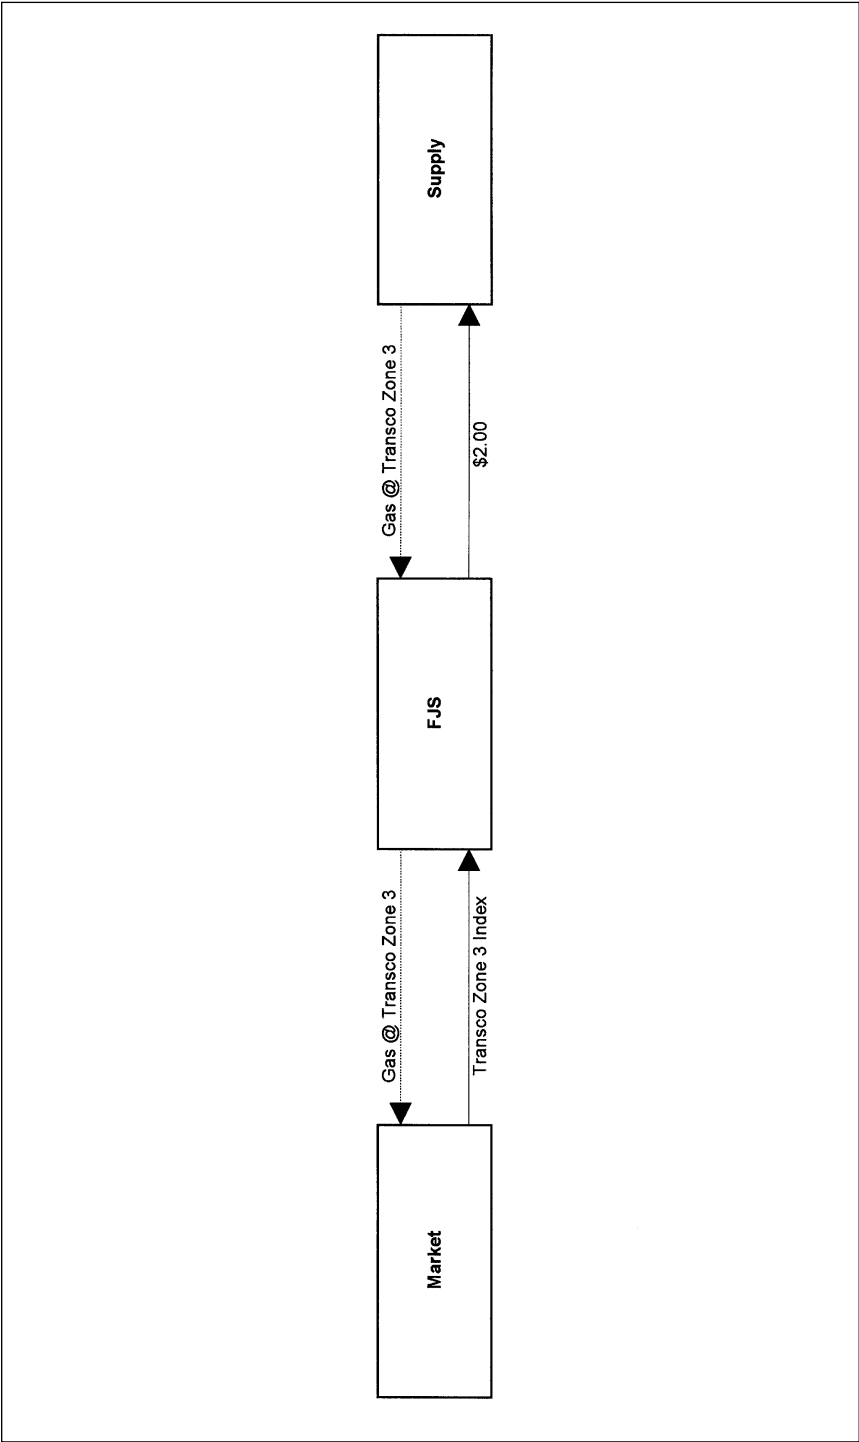 Supply
Gas @ Transco Zone 3
$2.00
FJS
Gas @ Transco Zone 3
Transco Zone 3 Index
Market